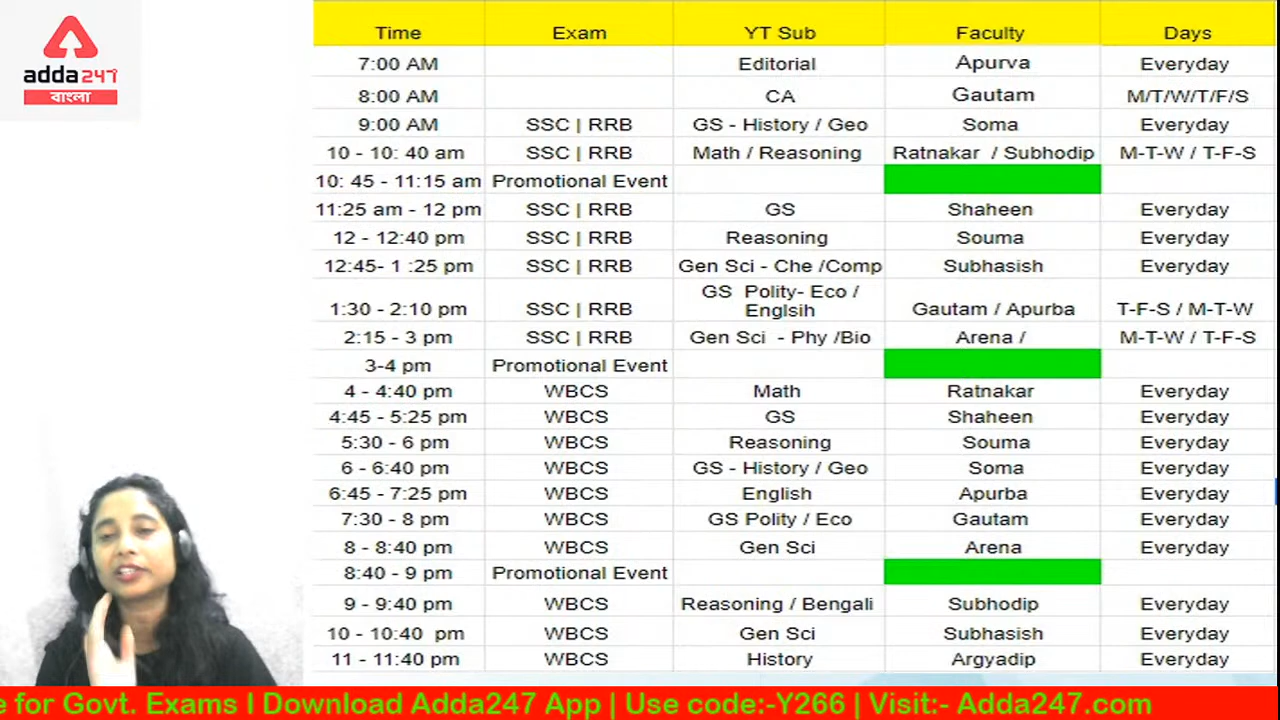 adda247
বাংলা
Time Exam YT Sub Faculty Days
7:00 AM Editorial Apurva Everyday
8:00 AM CA Gautam M/T/W/T/F/S
9:00 AM SSC | RRB GS - History / Geo Soma Everyday
10 - 10: 40 am SSC | RRB Math / Reasoning Ratnakar / Subhodip M-T-W / T-F-S
10: 45 - 11:15 am Promotional Event
11:25 am - 12 pm SSC | RRB GS Shaheen Everyday
12 - 12:40 pm SSC | RRB Reasoning Souma Everyday
12:45- 1 :25 pm SSC | RRB Gen Sci - Che /Comp Subhasish Everyday
1:30 - 2:10 pm SSC | RRB GS Polity- Eco / Englsih Gautam / Apurba T-F-S / M-T-W
2:15 - 3 pm SSC | RRB Gen Sci - Phy /Bio Arena / M-T-W / T-F-S
3-4 pm Promotional Event
4 - 4:40 pm WBCS Math Ratnakar Everyday
4:45 - 5:25 pm WBCS GS Shaheen Everyday
5:30 - 6 pm WBCS Reasoning Souma Everyday
6 - 6:40 pm WBCS GS - History / Geo Soma Everyday
6:45 - 7:25 pm WBCS English Apurba Everyday
7:30 - 8 pm WBCS GS Polity / Eco Gautam Everyday
8 - 8:40 pm WBCS Gen Sci Arena Everyday
8:40 - 9 pm Promotional Event
9 - 9:40 pm WBCS Reasoning / Bengali Subhodip Everyday
10 - 10:40 pm WBCS Gen Sci Subhasish Everyday
11 - 11:40 pm WBCS History Argyadip Everyday
e for Govt. Exams I Download Adda247 App | Use code:-Y266 | Visit:- Adda247.com